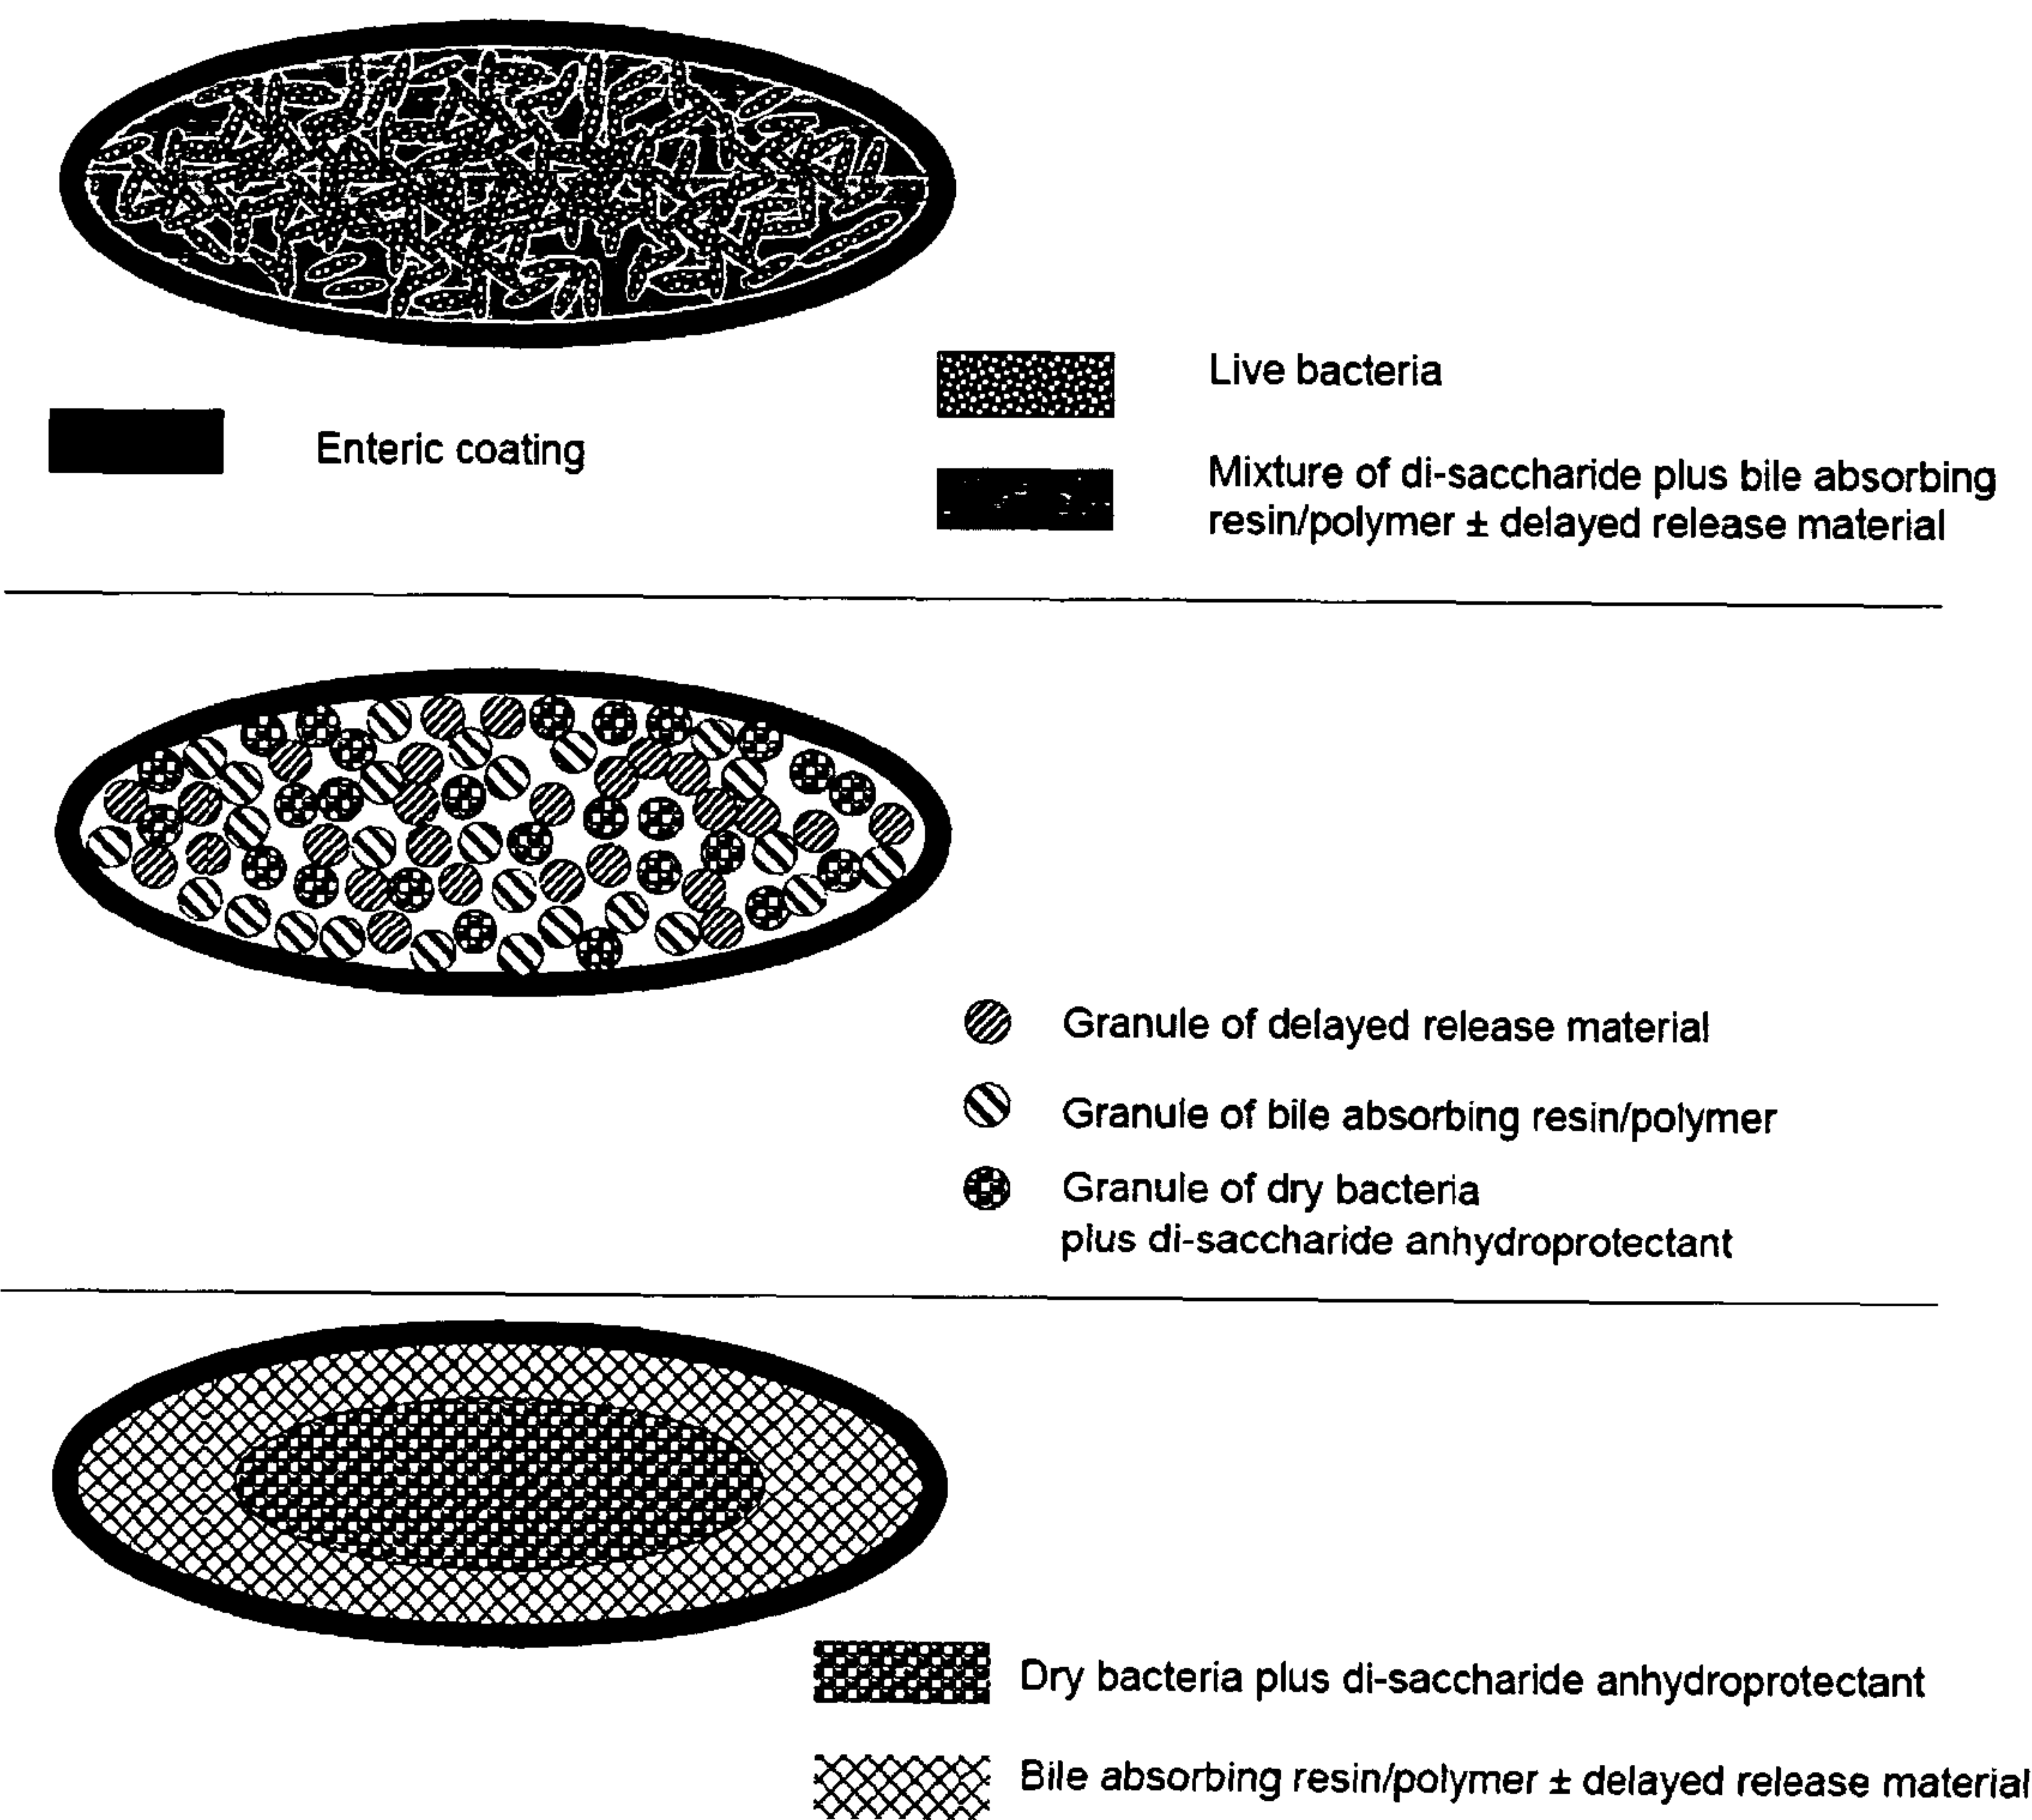 Live bacteria
Enteric coating
Mixture of di-saccharide plus bile absorbing
resin/polymer ± delayed release material
Granule of delayed release material
Granule of bile absorbing resin/polymer
Granule of dry bacteria
plus di-saccharide anhydroprotectant
Dry bacteria plus di-saccharide anhydroprotectant
Bile absorbing resin/polymer ± delayed release material